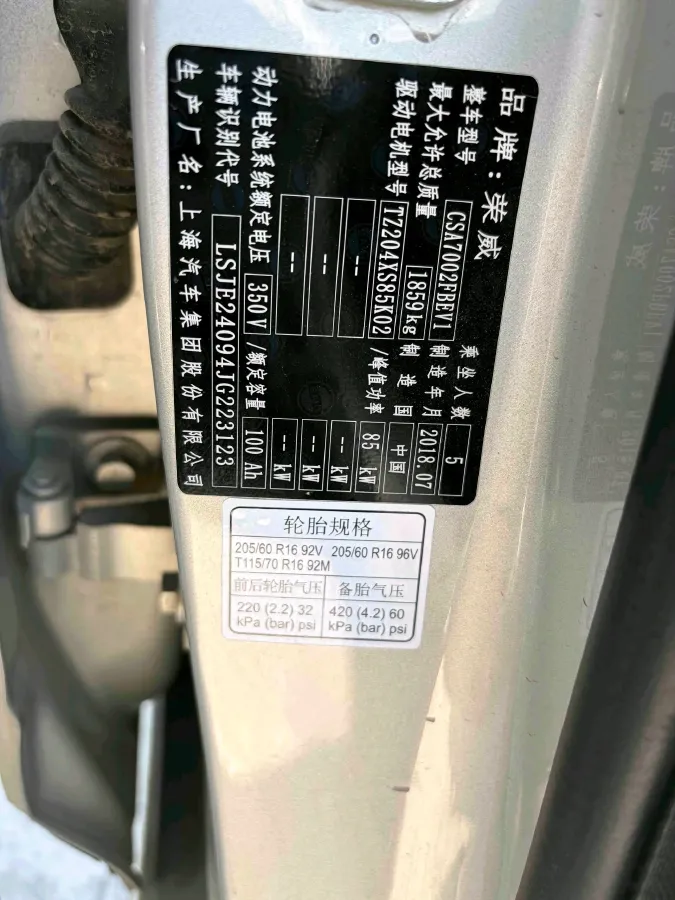 品牌：荣威
整车型号 CSA7002FBEV1 乘坐人数 5
最大允许总质量 1859kg 制造年月 2018.07
驱动电机型号 TZ204XS85K02 制造国 中国
/峰值功率 85 kW
-- -- kW
-- -- kW
-- -- kW
动力电池系统额定电压 350V /额定容量 100 Ah
车辆识别代号 LSJE24094JG223123
生产厂名：上海汽车集团股份有限公司
轮胎规格
205/60 R16 92V 205/60 R16 96V
T115/70 R16 92M
前后轮胎气压 备胎气压
220 (2.2) 32 420 (4.2) 60
kPa (bar) psi kPa (bar) psi